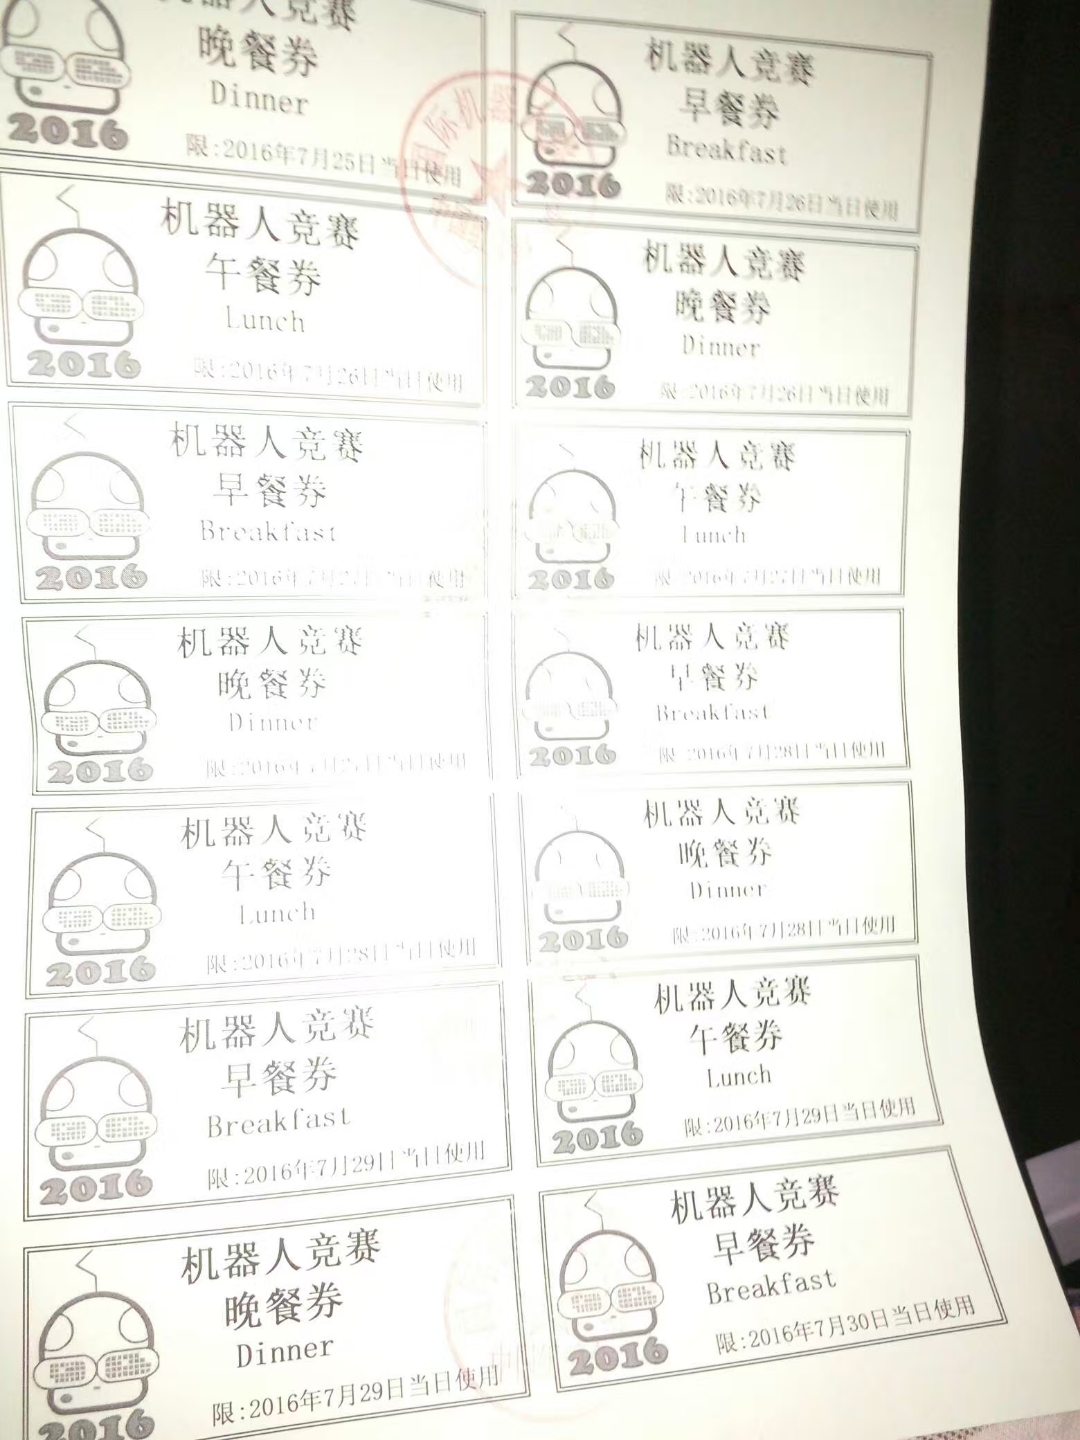 机器人竞赛
晚餐券
Dinner
限:2016年7月25日当日使用
2016
机器人竞赛
早餐券
Breakfast
限:2016年7月26日当日使用
2016
机器人竞赛
午餐券
Lunch
限:2016年7月26日当日使用
2016
机器人竞赛
晚餐券
Dinner
限:2016年7月26日当日使用
2016
机器人竞赛
早餐券
Breakfast
限:2016年7月27日当日使用
2016
机器人竞赛
午餐券
Lunch
限:2016年7月27日当日使用
2016
机器人竞赛
晚餐券
Dinner
限:2016年7月27日当日使用
2016
机器人竞赛
早餐券
Breakfast
限:2016年7月28日当日使用
2016
机器人竞赛
午餐券
Lunch
限:2016年7月28日当日使用
2016
机器人竞赛
晚餐券
Dinner
限:2016年7月28日当日使用
2016
机器人竞赛
早餐券
Breakfast
限:2016年7月29日当日使用
2016
机器人竞赛
午餐券
Lunch
限:2016年7月29日当日使用
2016
机器人竞赛
晚餐券
Dinner
限:2016年7月29日当日使用
2016
机器人竞赛
早餐券
Breakfast
限:2016年7月30日当日使用
2016
际机器